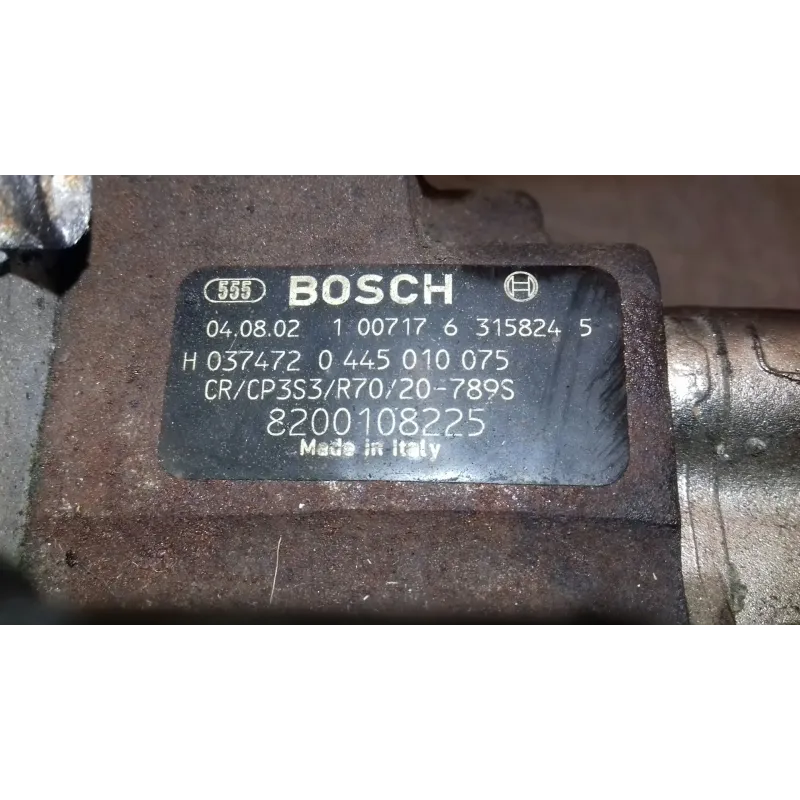 555 BOSCH H
04.08.02 1 00717 6 315824 5
H 037472 0 445 010 075
CR/CP3S3/R70/20-789S
8200108225
Made in Italy